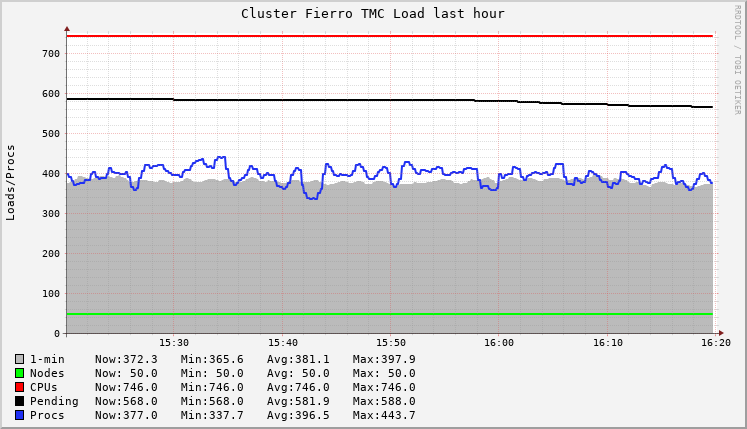 Cluster Fierro TMC Load last hour
RRDTOOL / TOBI OETIKER
Loads/Procs
700
600
500
400
300
200
100
0
15:30 15:40 15:50 16:00 16:10 16:20
1-min Now:372.3 Min:365.6 Avg:381.1 Max:397.9
Nodes Now: 50.0 Min: 50.0 Avg: 50.0 Max: 50.0
CPUs Now:746.0 Min:746.0 Avg:746.0 Max:746.0
Pending Now:568.0 Min:568.0 Avg:581.9 Max:588.0
Procs Now:377.0 Min:337.7 Avg:396.5 Max:443.7